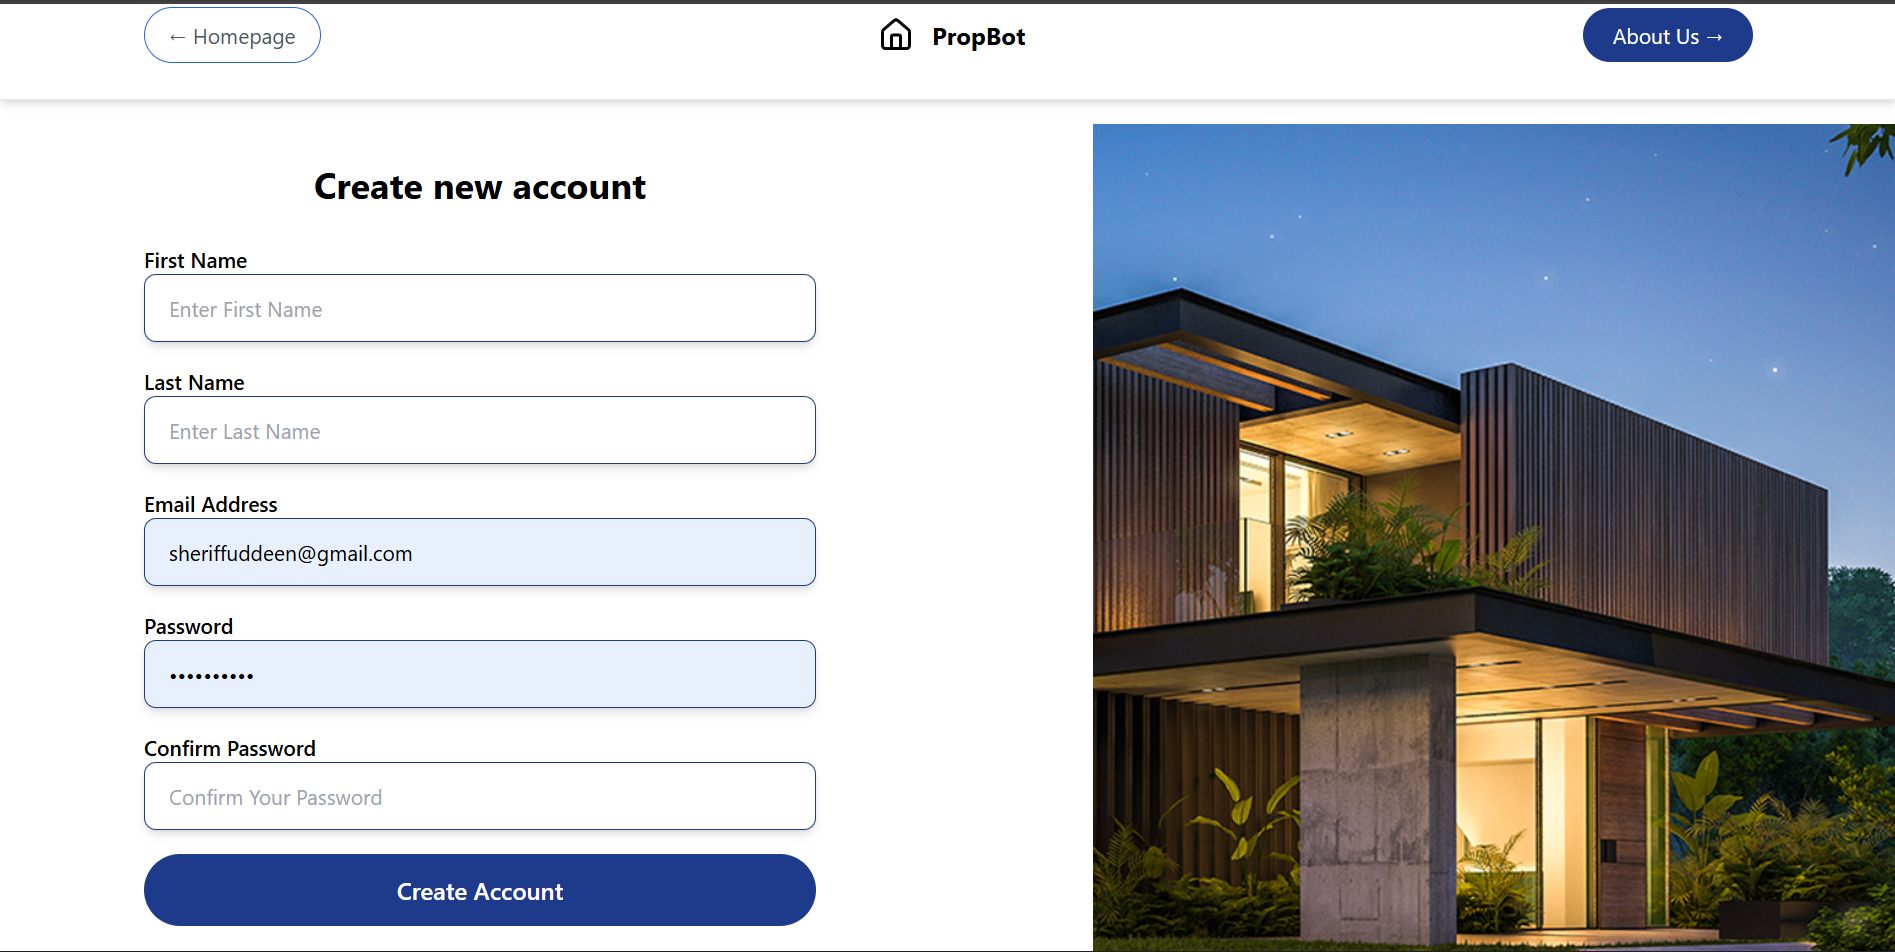 ← Homepage
PropBot
About Us →
Create new account
First Name
Enter First Name
Last Name
Enter Last Name
Email Address
sheriffuddeen@gmail.com
Password
••••••••••
Confirm Password
Confirm Your Password
Create Account